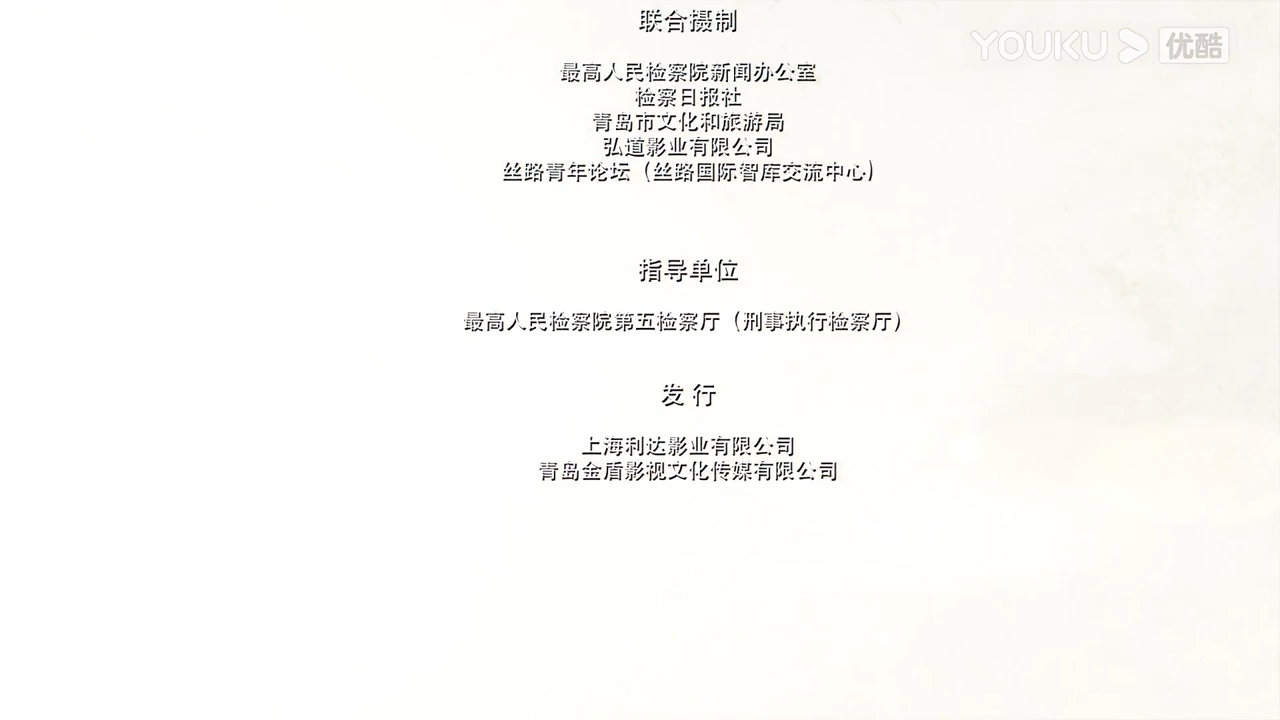 联合摄制
YOUKU 优酷
最高人民检察院新闻办公室
检察日报社
青岛市文化和旅游局
弘道影业有限公司
丝路青年论坛（丝路国际智库交流中心）
指导单位
最高人民检察院第五检察厅（刑事执行检察厅）
发 行
上海利达影业有限公司
青岛金盾影视文化传媒有限公司